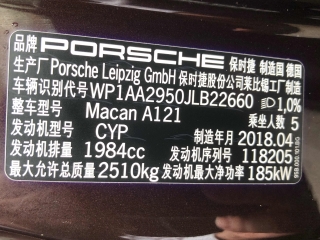 品牌 PORSCHE 保时捷 制造国 德国
生产厂 Porsche Leipzig GmbH 保时捷股份公司莱比锡工厂制造
车辆识别代号 WP1AA2950JLB22660 1,0%
整车型号 Macan A121 乘坐人数 5
发动机型号 CYP 制造年月 2018.04
发动机排量 1984cc 发动机序列号 118205
最大允许总质量 2510kg 发动机最大净功率 185kW